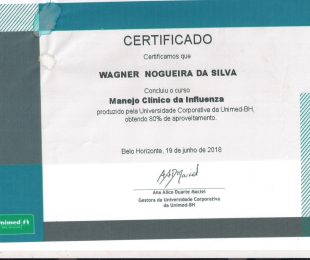 CERTIFICADO
Certificamos que
WAGNER NOGUEIRA DA SILVA
Concluiu o curso
Manejo Clínico da Influenza
produzido pela Universidade Corporativa da Unimed-BH,
obtendo 80% de aproveitamento.
Belo Horizonte, 19 de junho de 2018
Ana Alice Duarte Maciel
Gestora da Universidade Corporativa
da Unimed-BH
Unimed